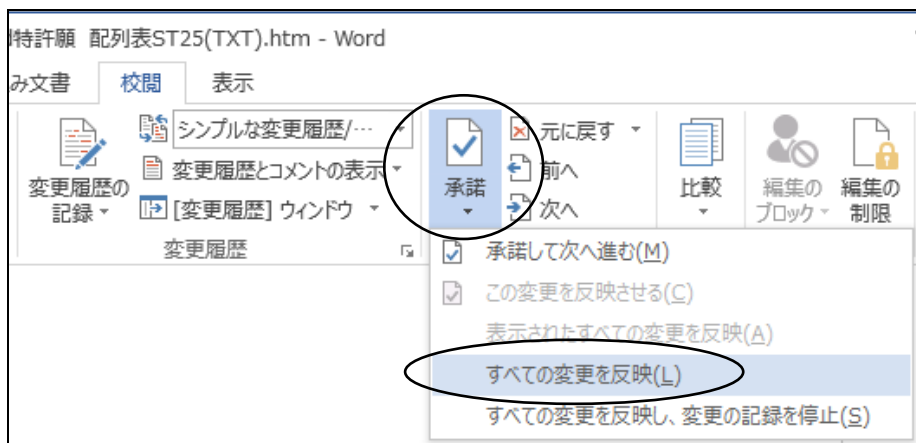 特許願 配列表ST25(TXT).htm - Word
み文書 校閲 表示
シンプルな変更履歴/…
変更履歴とコメントの表示
[変更履歴] ウィンドウ
変更履歴の
記録
変更履歴
承諾
元に戻す
前へ
次へ
比較
編集の
ブロック
編集の
制限
承諾して次へ進む(M)
この変更を反映させる(C)
表示されたすべての変更を反映(A)
すべての変更を反映(L)
すべての変更を反映し、変更の記録を停止(S)